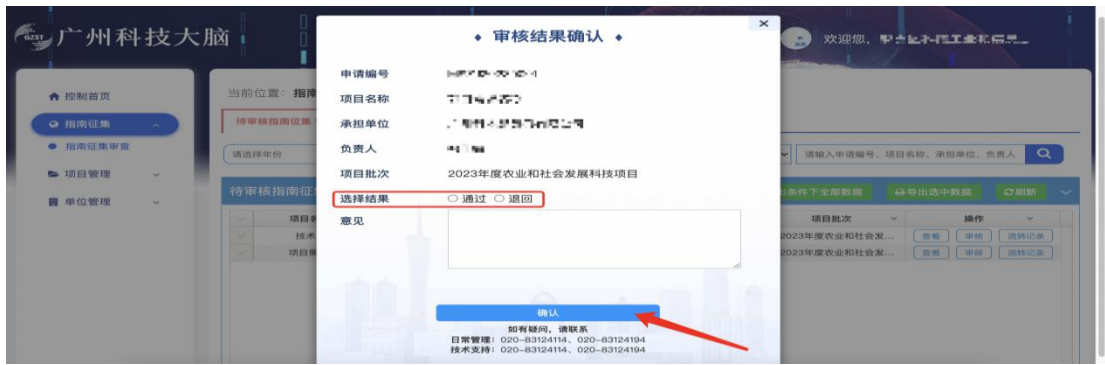 GZST 广州科技大脑
欢迎您，
控制首页
指南征集
指南征集审查
项目管理
单位管理
当前位置：指南
待审核指南征集
请选择年份
请输入申请编号、项目名称、承担单位、负责人
待审核指南征
出条件下全部数据
导出选中数据
刷新
项目批次
操作
技术
2023年度农业和社会发...
查看
审核
流转记录
2023年度农业和社会发...
查看
审核
流转记录
审核结果确认
申请编号
项目名称
承担单位
负责人
项目批次 2023年度农业和社会发展科技项目
选择结果 通过 退回
意见
确认
如有疑问，请联系
日常管理：020-83124114、020-83124194
技术支持：020-83124114、020-83124194